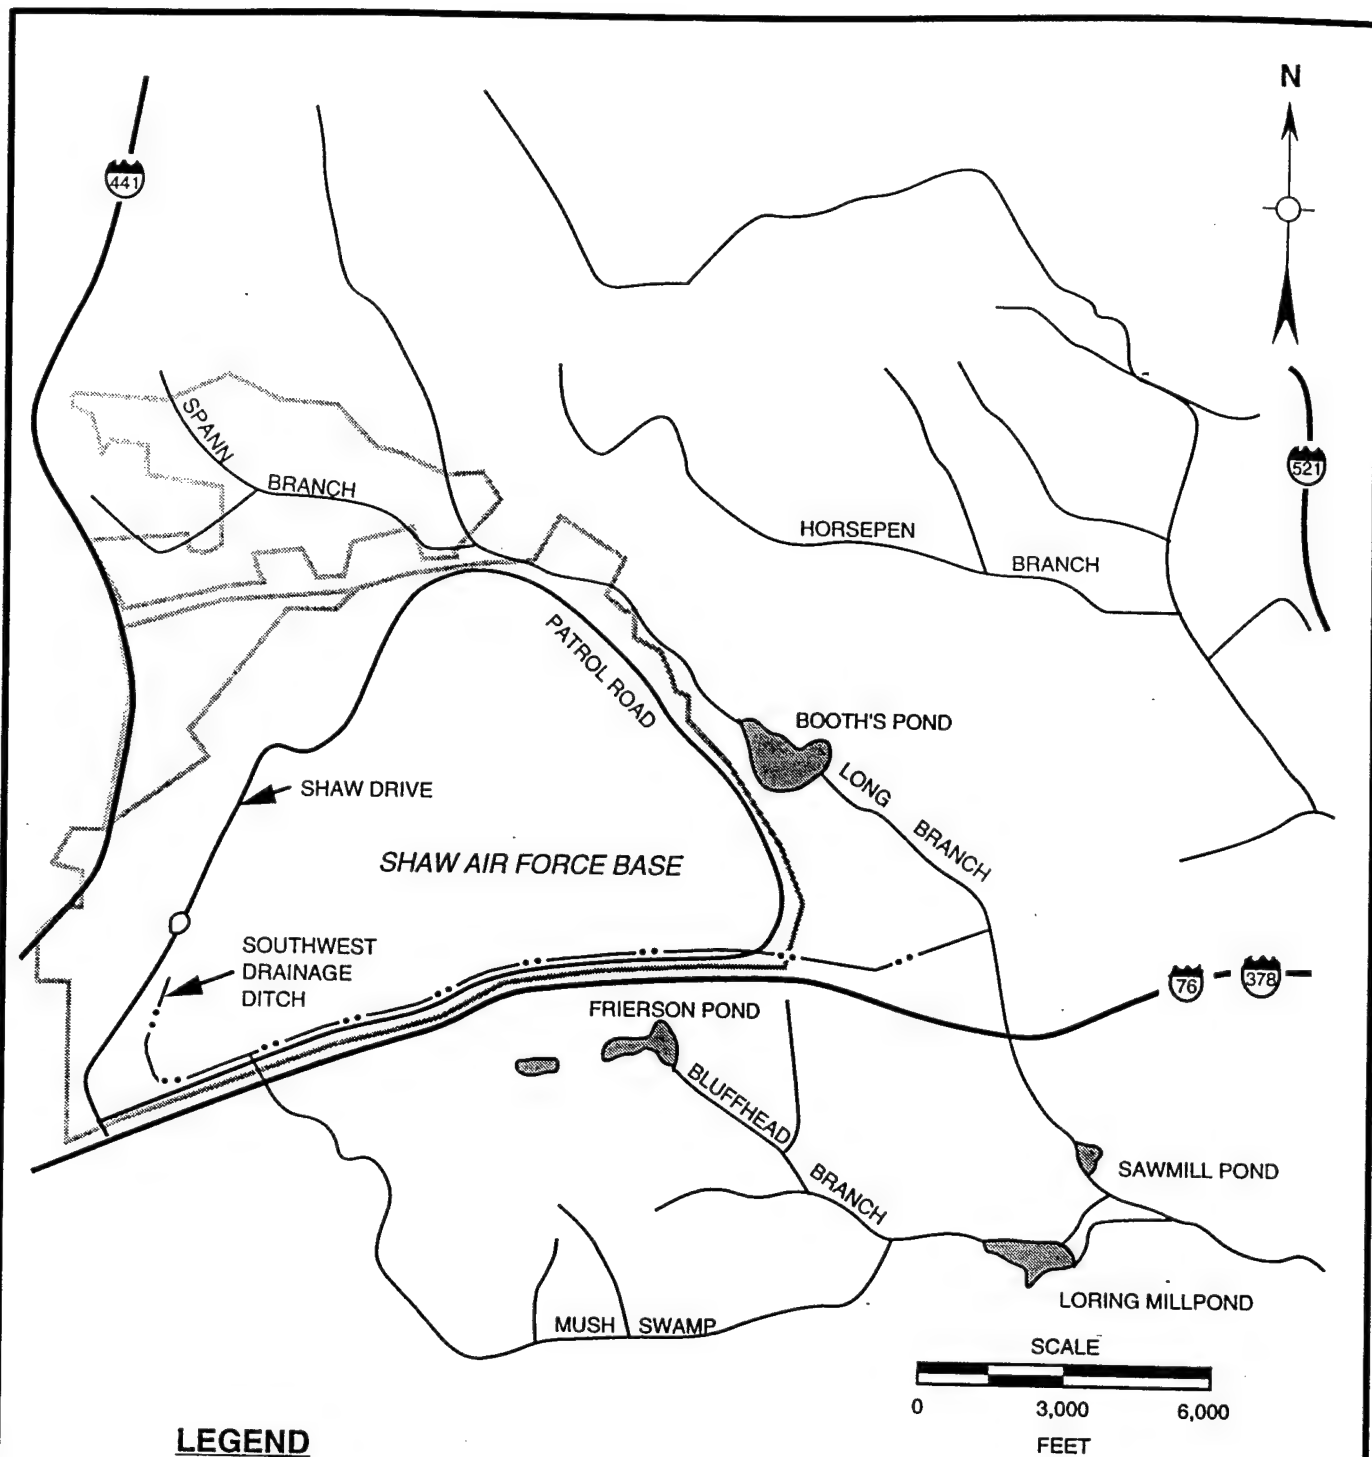 N
441
521
SPANN
BRANCH
HORSEPEN
BRANCH
PATROL ROAD
BOOTH'S POND
SHAW DRIVE
LONG
BRANCH
SHAW AIR FORCE BASE
SOUTHWEST
DRAINAGE
DITCH
76
378
FRIERSON POND
BLUFFHEAD
BRANCH
SAWMILL POND
LORING MILLPOND
MUSH SWAMP
SCALE
0 3,000 6,000
FEET
LEGEND